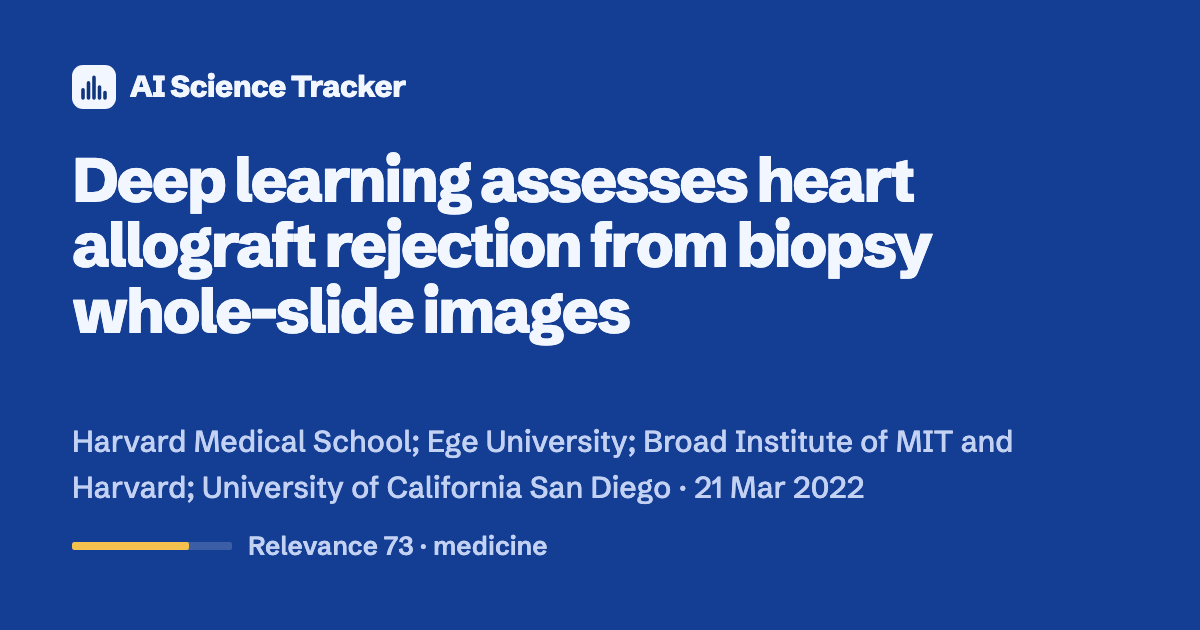 AI Science Tracker
Deep learning assesses heart
allograft rejection from biopsy
whole-slide images
Harvard Medical School; Ege University; Broad Institute of MIT and
Harvard; University of California San Diego · 21 Mar 2022
Relevance 73 · medicine